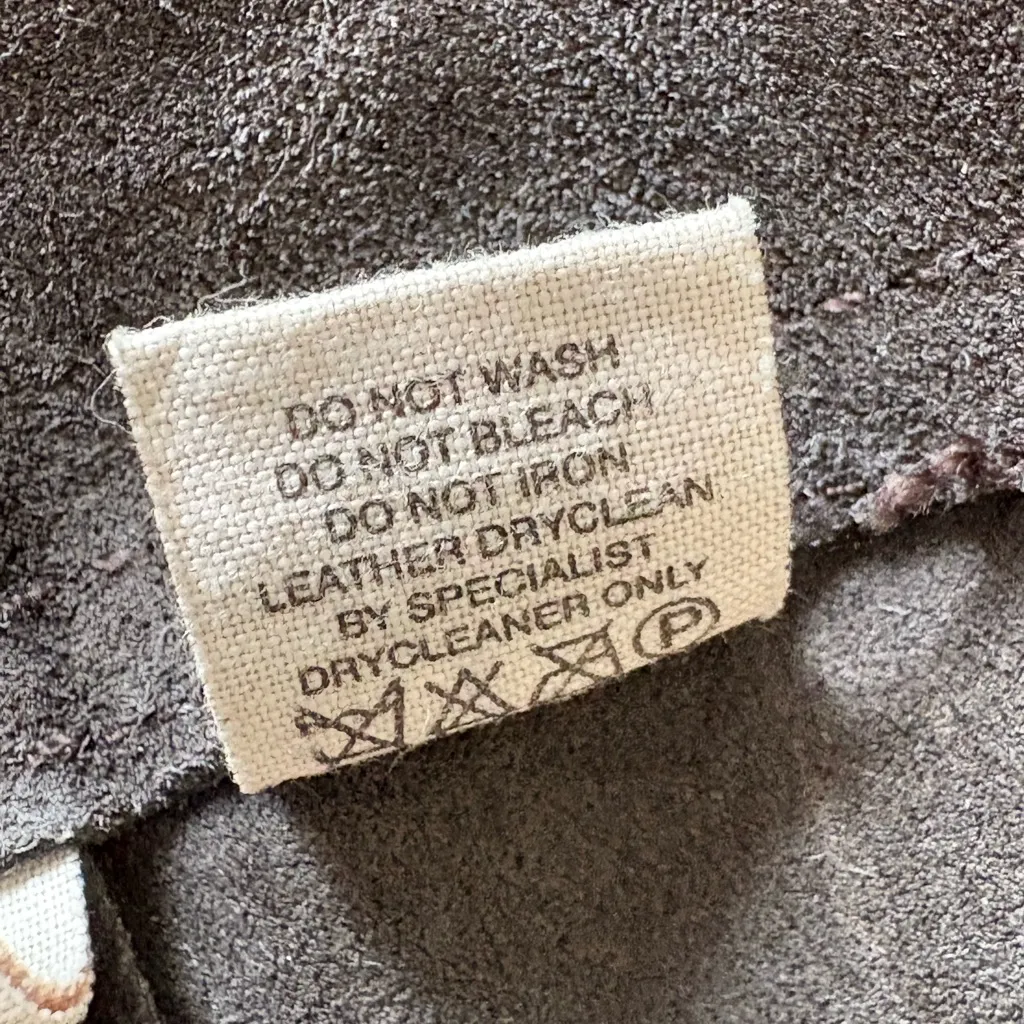 DO NOT WASH
DO NOT BLEACH
DO NOT IRON
LEATHER DRYCLEAN
BY SPECIALIST
DRYCLEANER ONLY
P